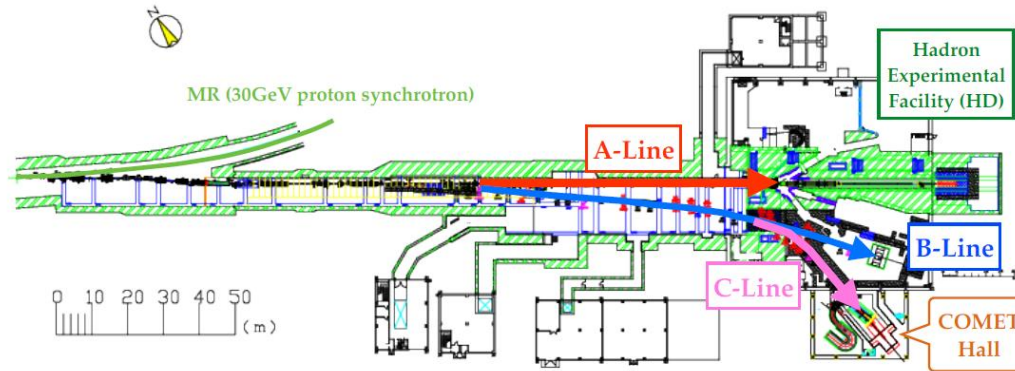 N
MR (30GeV proton synchrotron)
Hadron
Experimental
Facility (HD)
A-Line
B-Line
C-Line
0 10 20 30 40 50
(m)
COMET
Hall